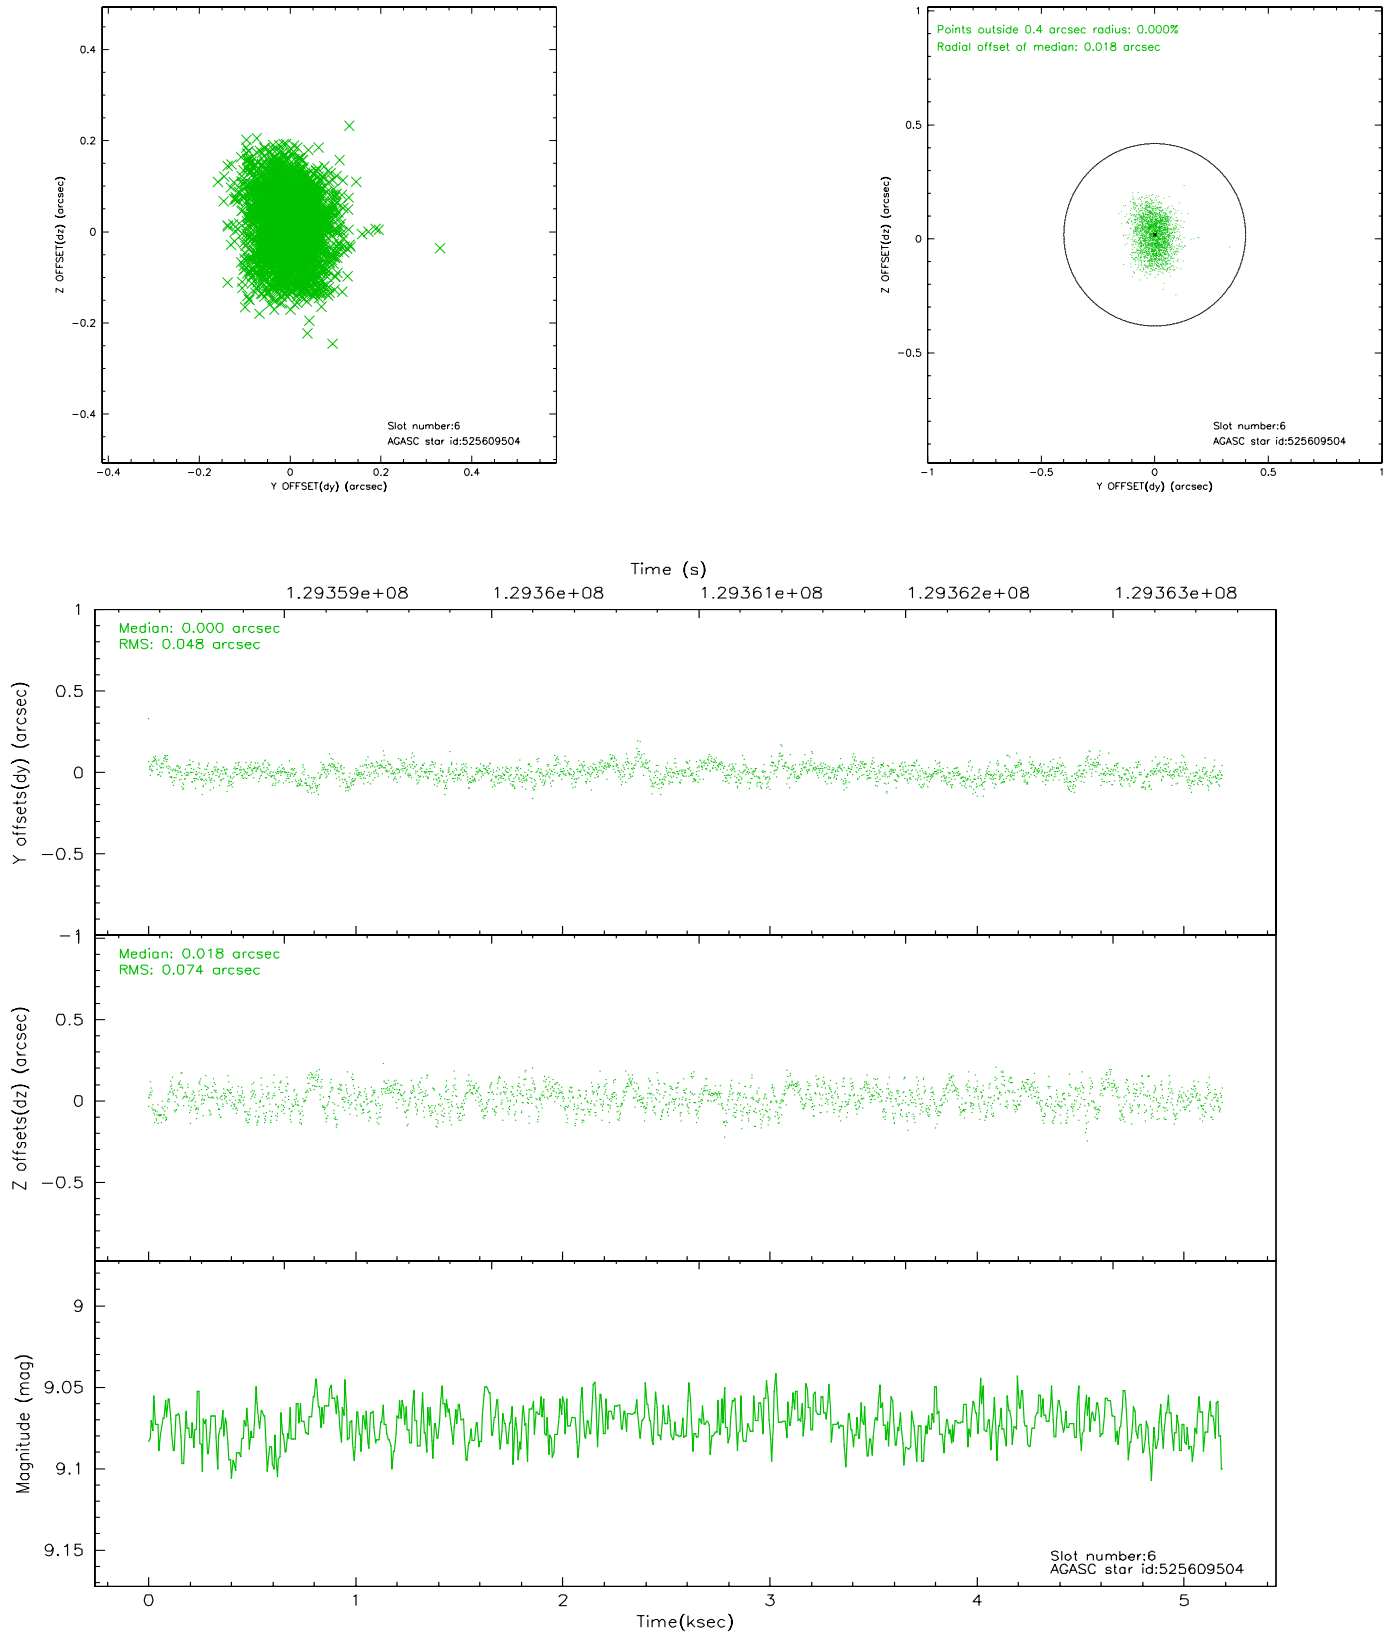 0.4
0.2
0
-0.2
-0.4
Z OFFSET(dz) (arcsec)
Slot number:6
AGASC star id:525609504
-0.4 -0.2 0 0.2 0.4
Y OFFSET(dy) (arcsec)
Points outside 0.4 arcsec radius: 0.000%
Radial offset of median: 0.018 arcsec
1
0.5
0
-0.5
Z OFFSET(dz) (arcsec)
Slot number:6
AGASC star id:525609504
-1 -0.5 0 0.5 1
Y OFFSET(dy) (arcsec)
Time (s)
1.29359e+08 1.2936e+08 1.29361e+08 1.29362e+08 1.29363e+08
Median: 0.000 arcsec
RMS: 0.048 arcsec
1
0.5
0
-0.5
-1
Y offsets(dy) (arcsec)
Median: 0.018 arcsec
RMS: 0.074 arcsec
1
0.5
0
-0.5
Z offsets(dz) (arcsec)
9
9.05
9.1
9.15
Magnitude (mag)
Slot number:6
AGASC star id:525609504
0 1 2 3 4 5
Time(ksec)